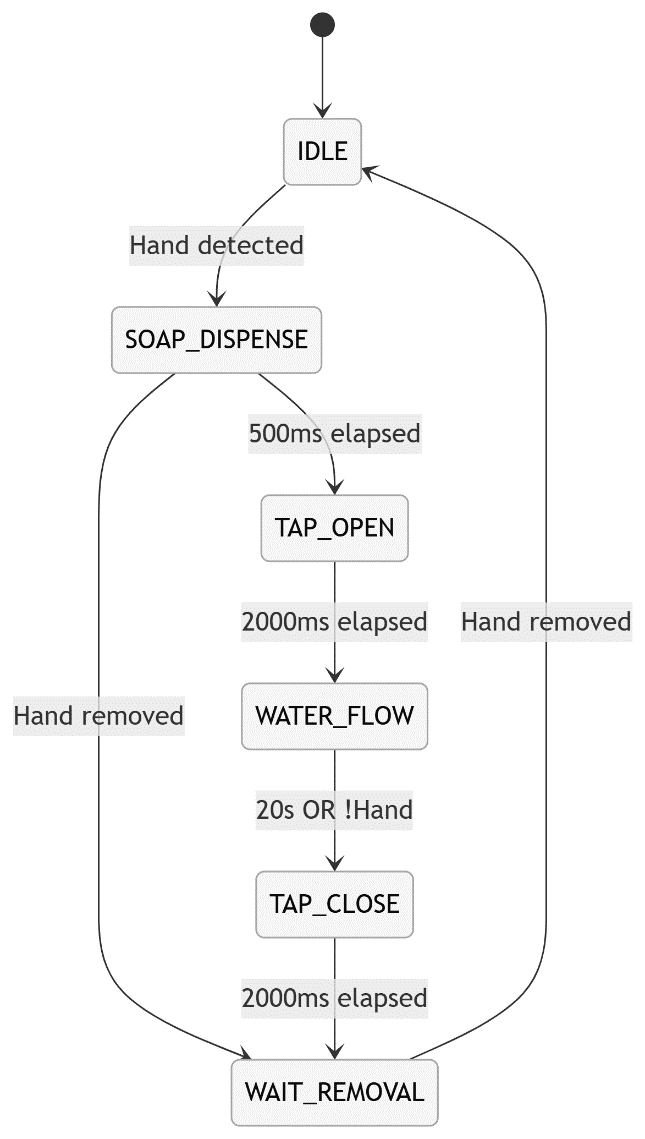 IDLE
Hand detected
SOAP_DISPENSE
500ms elapsed
TAP_OPEN
2000ms elapsed
Hand removed
WATER_FLOW
Hand removed
20s OR !Hand
TAP_CLOSE
2000ms elapsed
WAIT_REMOVAL